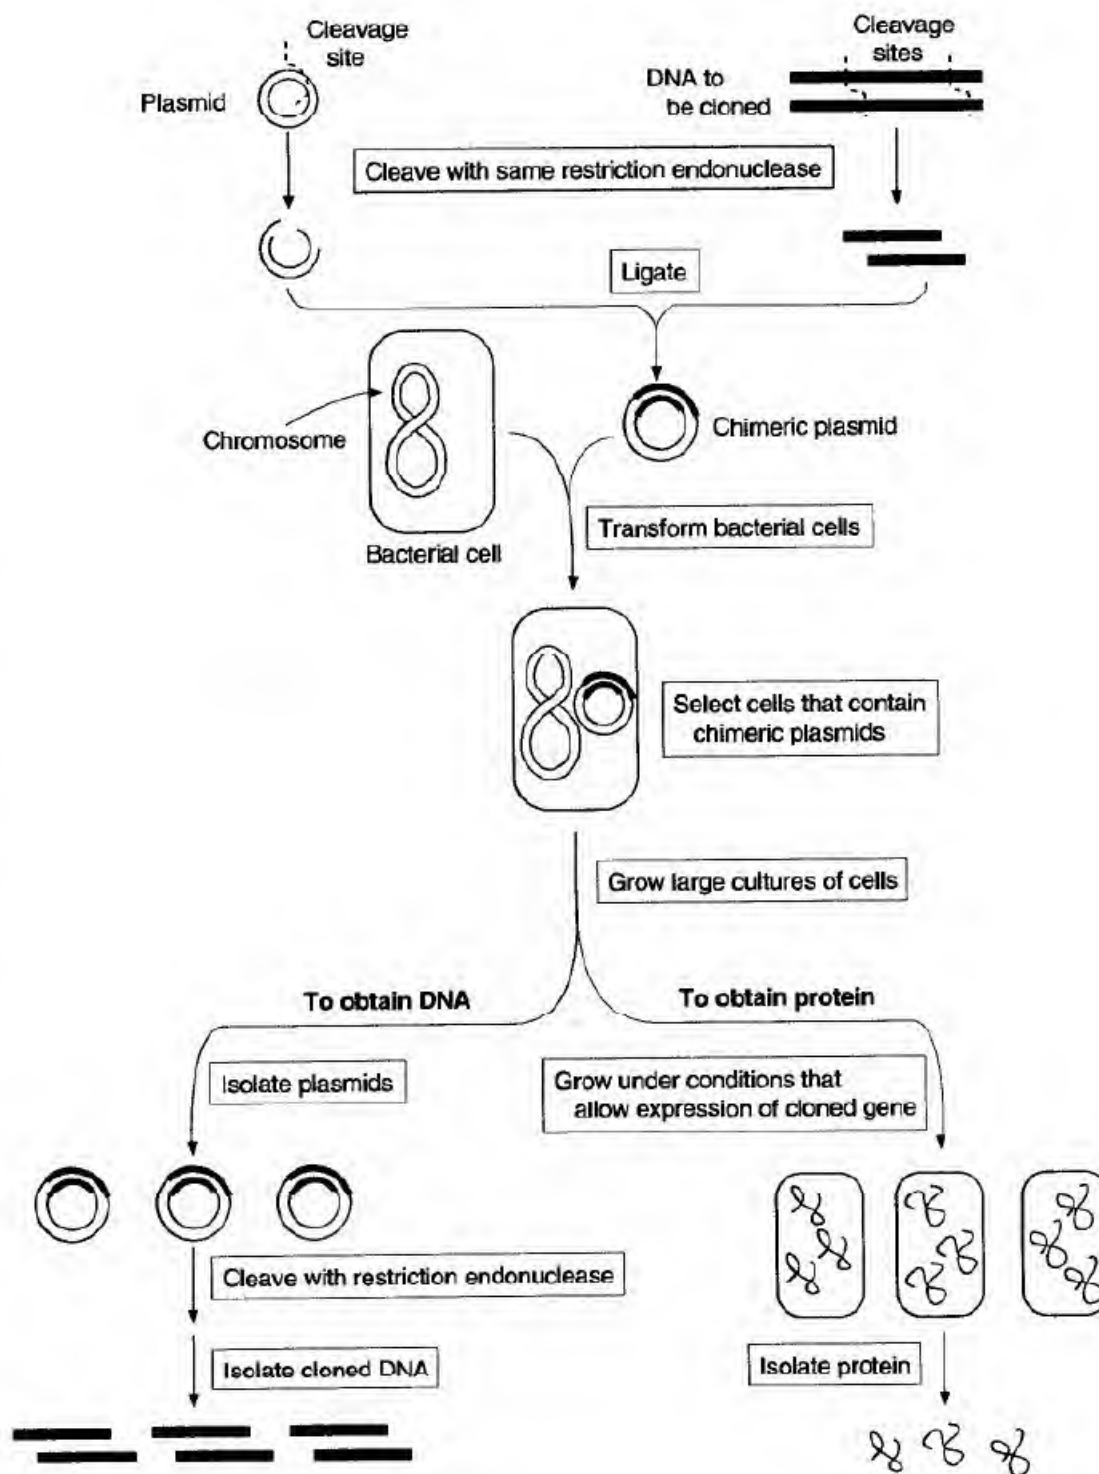 Cleavage
site
Plasmid
Cleavage
sites
DNA to
be cloned
Cleave with same restriction endonuclease
Ligate
Chromosome
Bacterial cell
Chimeric plasmid
Transform bacterial cells
Select cells that contain
chimeric plasmids
Grow large cultures of cells
To obtain DNA
To obtain protein
Isolate plasmids
Grow under conditions that
allow expression of cloned gene
Cleave with restriction endonuclease
Isolate cloned DNA
Isolate protein